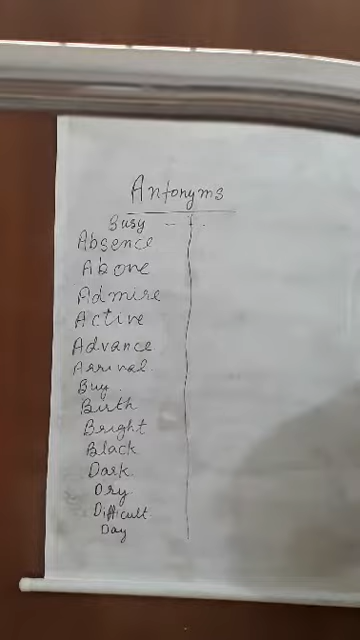 Antonyms
Busy -
Absence
Above
Admire
Active
Advance
Arrival
Buy
Birth
Bright
Black
Dark
Dry
Difficult
Day